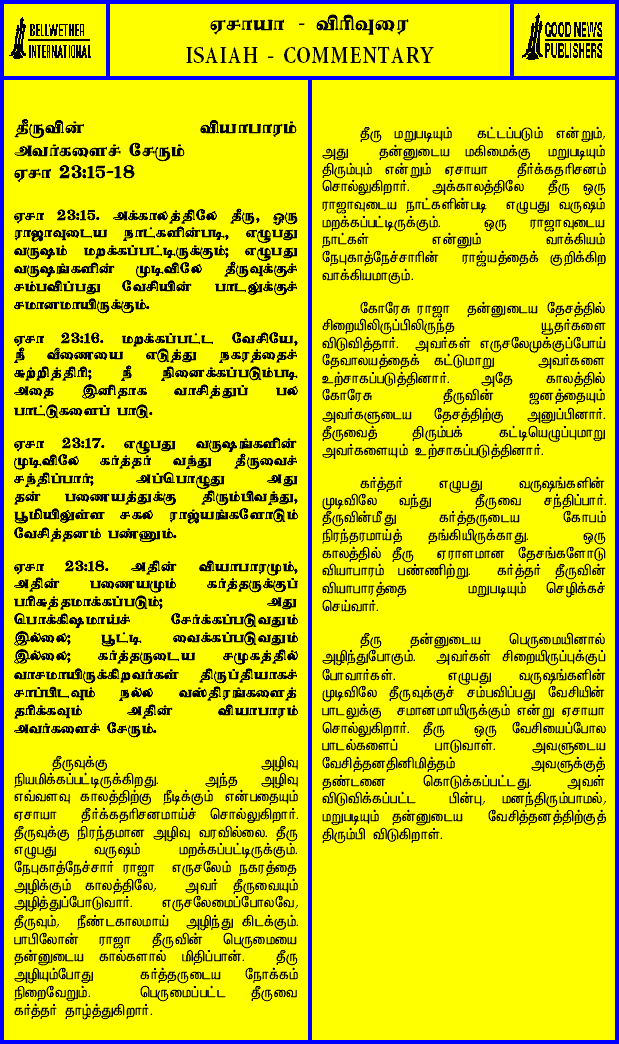 BELLWETHER
INTERNATIONAL
ஏசாயா - விரிவுரை
ISAIAH - COMMENTARY
GOOD NEWS
PUBLISHERS
தீருவின் வியாபாரம்
அவர்களைச் சேரும்
ஏசா 23:15-18
ஏசா 23:15. அக்காலத்திலே தீரு, ஒரு
ராஜாவுடைய நாட்களின்படி, எழுபது
வருஷம் மறக்கப்பட்டிருக்கும்; எழுபது
வருஷங்களின் முடிவிலே தீருவுக்குச்
சம்பவிப்பது வேசியின் பாடலுக்குச்
சமானமாயிருக்கும்.
ஏசா 23:16. மறக்கப்பட்ட வேசியே,
நீ வீணையை எடுத்து நகரத்தைச்
சுற்றித்திரி; நீ நினைக்கப்படும்படி
அதை இனிதாக வாசித்துப் பல
பாட்டுகளைப் பாடு.
ஏசா 23:17. எழுபது வருஷங்களின்
முடிவிலே கர்த்தர் வந்து தீருவைச்
சந்திப்பார்; அப்பொழுது அது
தன் பணையத்துக்கு திரும்பிவந்து,
பூமியிலுள்ள சகல ராஜ்யங்களோடும்
வேசித்தனம் பண்ணும்.
ஏசா 23:18. அதின் வியாபாரமும்,
அதின் பணையமும் கர்த்தருக்குப்
பரிசுத்தமாக்கப்படும்; அது
பொக்கிஷமாய்ச் சேர்க்கப்படுவதும்
இல்லை; பூட்டி வைக்கப்படுவதும்
இல்லை; கர்த்தருடைய சமுகத்தில்
வாசமாயிருக்கிறவர்கள் திருப்தியாகச்
சாப்பிடவும் நல்ல வஸ்திரங்களைத்
தரிக்கவும் அதின் வியாபாரம்
அவர்களைச் சேரும்.
தீருவுக்கு அழிவு
நியமிக்கப்பட்டிருக்கிறது. அந்த அழிவு
எவ்வளவு காலத்திற்கு நீடிக்கும் என்பதையும்
ஏசாயா தீர்க்கதரிசனமாய்ச் சொல்லுகிறார்.
தீருவுக்கு நிரந்தமான அழிவு வரவில்லை. தீரு
எழுபது வருஷம் மறக்கப்பட்டிருக்கும்.
நேபுகாத்நேச்சார் ராஜா எருசலேம் நகரத்தை
அழிக்கும் காலத்திலே, அவர் தீருவையும்
அழித்துப்போடுவார். எருசலேமைப்போலவே,
தீருவும், நீண்டகாலமாய் அழிந்து கிடக்கும்.
பாபிலோன் ராஜா தீருவின் பெருமையை
தன்னுடைய கால்களால் மிதிப்பான். தீரு
அழியும்போது கர்த்தருடைய நோக்கம்
நிறைவேறும். பெருமைப்பட்ட தீருவை
கர்த்தர் தாழ்த்துகிறார்.
தீரு மறுபடியும் கட்டப்படும் என்றும்,
அது தன்னுடைய மகிமைக்கு மறுபடியும்
திரும்பும் என்றும் ஏசாயா தீர்க்கதரிசனம்
சொல்லுகிறார். அக்காலத்திலே தீரு ஒரு
ராஜாவுடைய நாட்களின்படி எழுபது வருஷம்
மறக்கப்பட்டிருக்கும். ஒரு ராஜாவுடைய
நாட்கள் என்னும் வாக்கியம்
நேபுகாத்நேச்சாரின் ராஜ்யத்தைக் குறிக்கிற
வாக்கியமாகும்.
கோரேசு ராஜா தன்னுடைய தேசத்தில்
சிறையிலிருப்பிலிருந்த யூதர்களை
விடுவித்தார். அவர்கள் எருசலேமுக்குப்போய்
தேவாலயத்தைக் கட்டுமாறு அவர்களை
உற்சாகப்படுத்தினார். அதே காலத்தில்
கோரேசு தீருவின் ஜனத்தையும்
அவர்களுடைய தேசத்திற்கு அனுப்பினார்.
தீருவைத் திரும்பக் கட்டியெழுப்புமாறு
அவர்களையும் உற்சாகப்படுத்தினார்.
கர்த்தர் எழுபது வருஷங்களின்
முடிவிலே வந்து தீருவை சந்திப்பார்.
தீருவின்மீது கர்த்தருடைய கோபம்
நிரந்தரமாய்த் தங்கியிருக்காது. ஒரு
காலத்தில் தீரு ஏராளமான தேசங்களோடு
வியாபாரம் பண்ணிற்று. கர்த்தர் தீருவின்
வியாபாரத்தை மறுபடியும் செழிக்கச்
செய்வார்.
தீரு தன்னுடைய பெருமையினால்
அழிந்துபோகும். அவர்கள் சிறையிருப்புக்குப்
போவார்கள். எழுபது வருஷங்களின்
முடிவிலே தீருவுக்குச் சம்பவிப்பது வேசியின்
பாடலுக்கு சமானமாயிருக்கும் என்று ஏசாயா
சொல்லுகிறார். தீரு ஒரு வேசியைப்போல
பாடல்களைப் பாடுவாள். அவளுடைய
வேசித்தனதினிமித்தம் அவளுக்குத்
தண்டனை கொடுக்கப்பட்டது. அவள்
விடுவிக்கப்பட்ட பின்பு, மனந்திரும்பாமல்,
மறுபடியும் தன்னுடைய வேசித்தனத்திற்குத்
திரும்பி விடுகிறாள்.